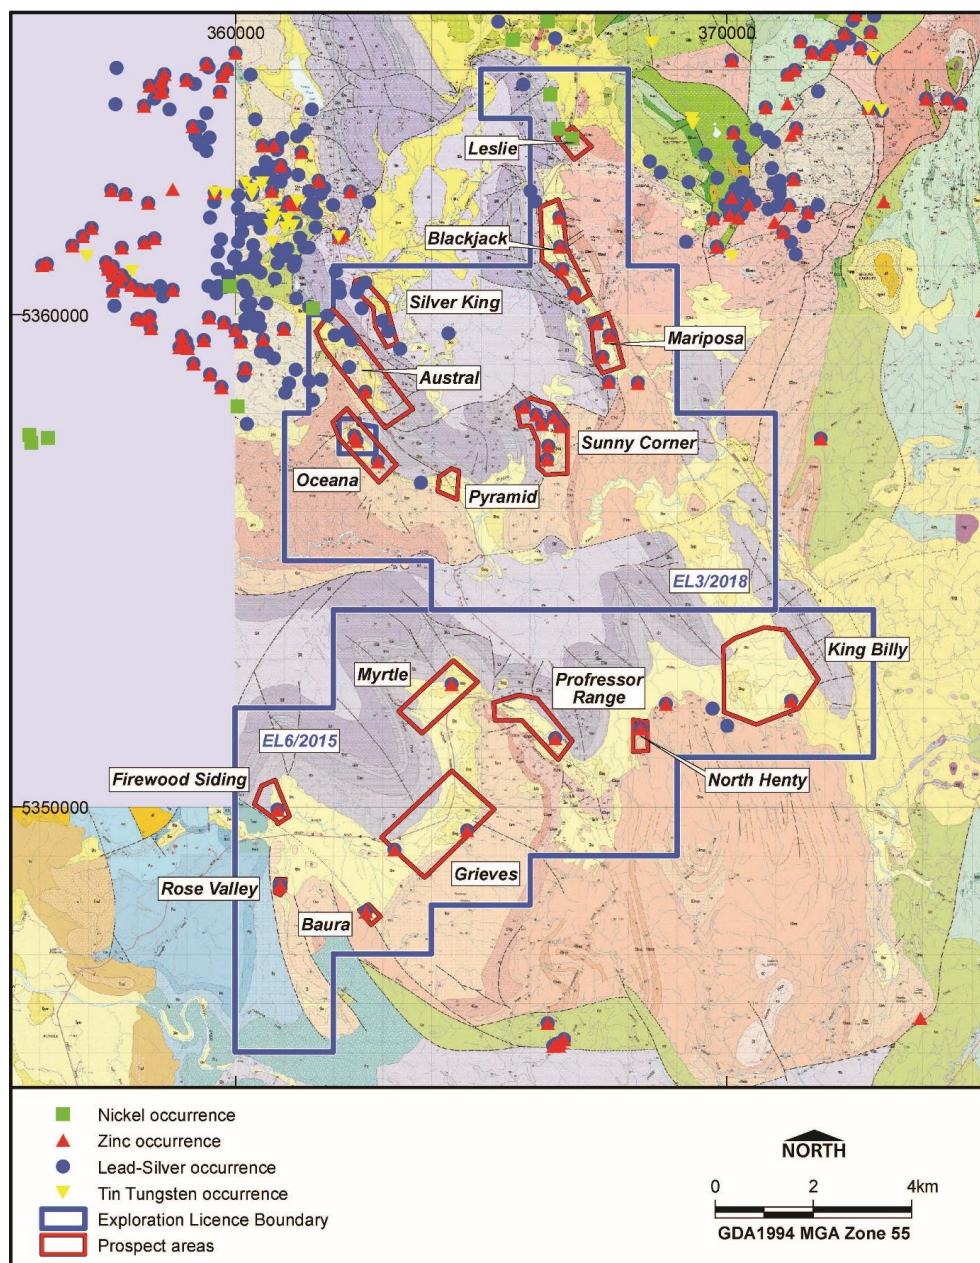 360000
370000
Leslie
Blackjack
Silver King
5360000
Mariposa
Austral
Sunny Corner
Oceana
Pyramid
EL3/2018
King Billy
Myrtle
Profressor
Range
EL6/2015
Firewood Siding
North Henty
5350000
Rose Valley
Grieves
Baura
Nickel occurrence
Zinc occurrence
Lead-Silver occurrence
Tin Tungsten occurrence
Exploration Licence Boundary
Prospect areas
NORTH
0 2 4km
GDA1994 MGA Zone 55